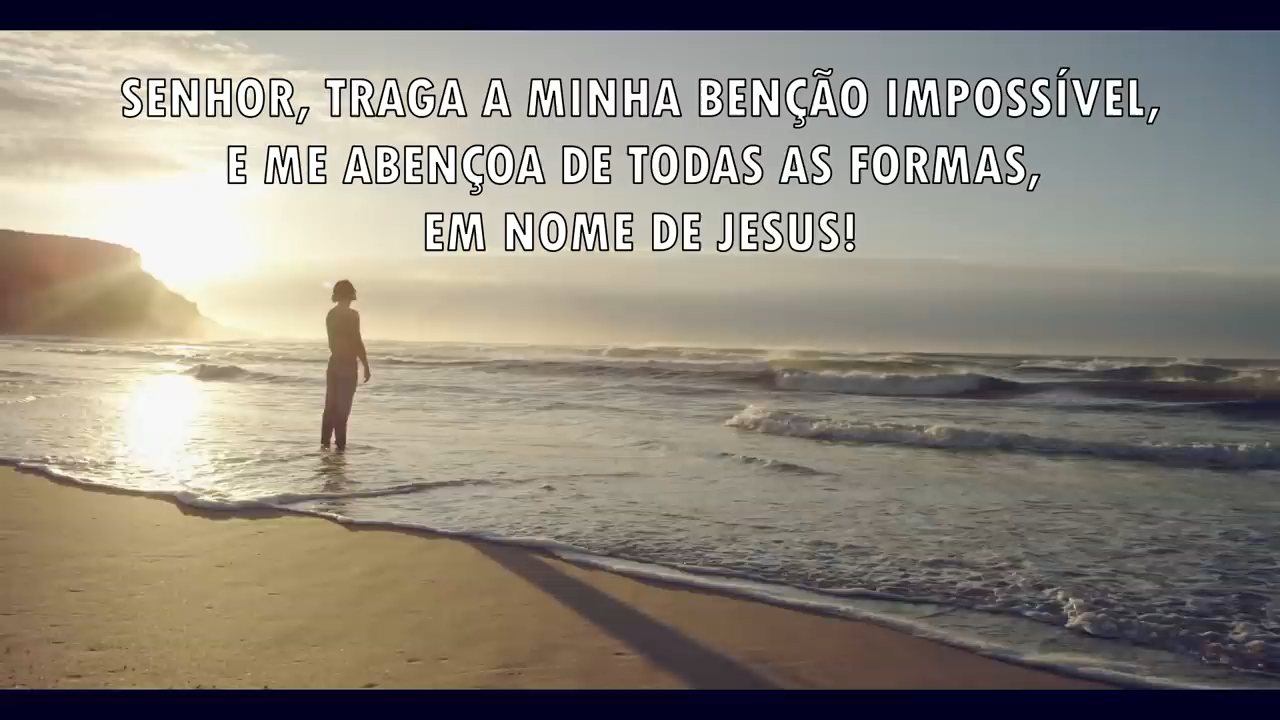 SENHOR, TRAGA A MINHA BENÇÃO IMPOSSÍVEL,
E ME ABENÇOA DE TODAS AS FORMAS,
EM NOME DE JESUS!